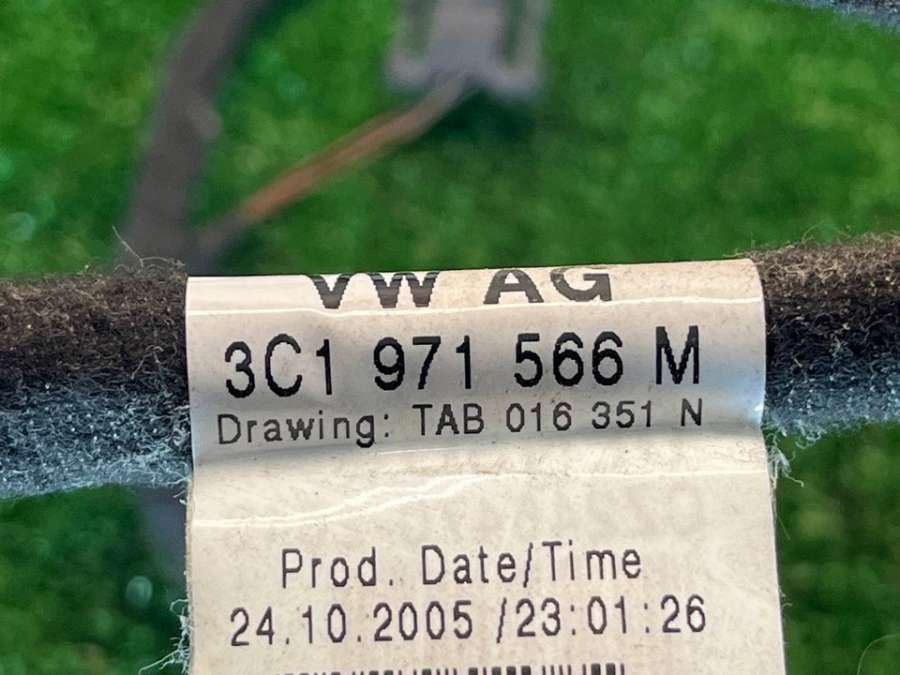 VW AG
3C1 971 566 M
Drawing: TAB 016 351 N
Prod. Date/Time
24.10.2005 /23:01:26